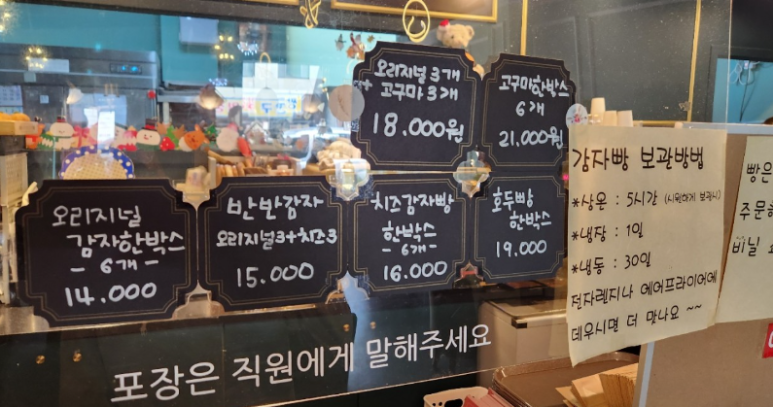 오리지널 3개
+ 고구마 3개
18.000원
고구마한박스
6개
21.000원
오리지널
감자한박스
- 6개 -
14.000
반반감자
오리지널3+치즈3
15.000
치즈감자빵
한박스
- 6개 -
16.000
호두빵
한박스
19.000
포장은 직원에게 말해주세요
감자빵 보관방법
*상온 : 5시간
*냉장 : 1일
*냉동 : 30일
전자렌지나 에어프라이어에
데우시면 더 맛나요 ~~
빵은
주문
비닐